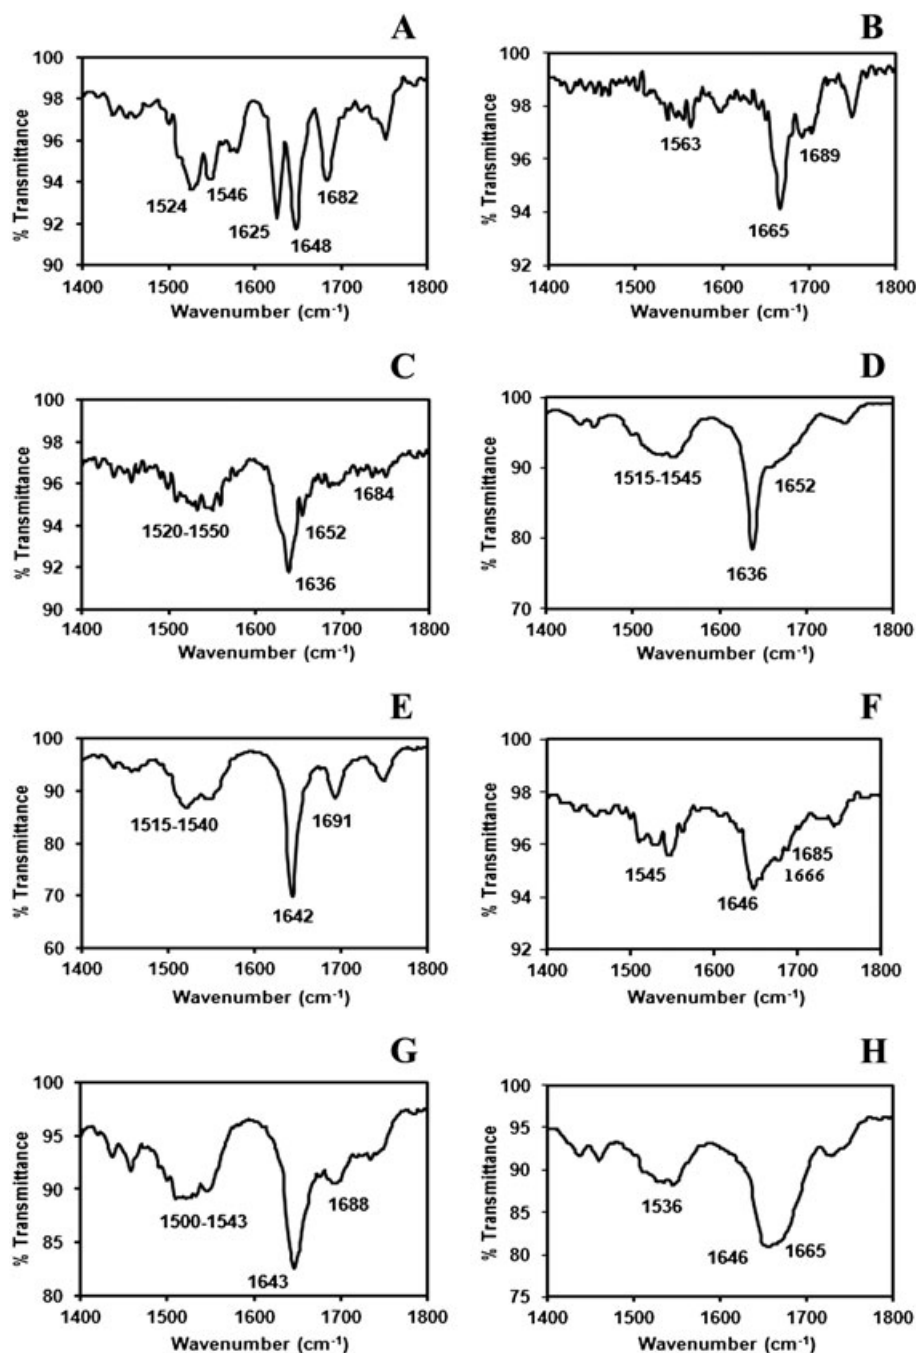 A
% Transmittance
100
98
96
94
92
90
1524
1546
1625
1648
1682
1400 1500 1600 1700 1800
Wavenumber (cm-1)
B
% Transmittance
100
98
96
94
92
1563
1665
1689
1400 1500 1600 1700 1800
Wavenumber (cm-1)
C
% Transmittance
100
98
96
94
92
90
1520-1550
1636
1652
1684
1400 1500 1600 1700 1800
Wavenumber (cm-1)
D
% Transmittance
100
90
80
70
1515-1545
1636
1652
1400 1500 1600 1700 1800
Wavenumber (cm-1)
E
% Transmittance
100
90
80
70
60
1515-1540
1642
1691
1400 1500 1600 1700 1800
Wavenumber (cm-1)
F
% Transmittance
100
98
96
94
92
1545
1646
1685
1666
1400 1500 1600 1700 1800
Wavenumber (cm-1)
G
% Transmittance
100
95
90
85
80
1500-1543
1643
1688
1400 1500 1600 1700 1800
Wavenumber (cm-1)
H
% Transmittance
100
95
90
85
80
75
1536
1646
1665
1400 1500 1600 1700 1800
Wavenumber (cm-1)